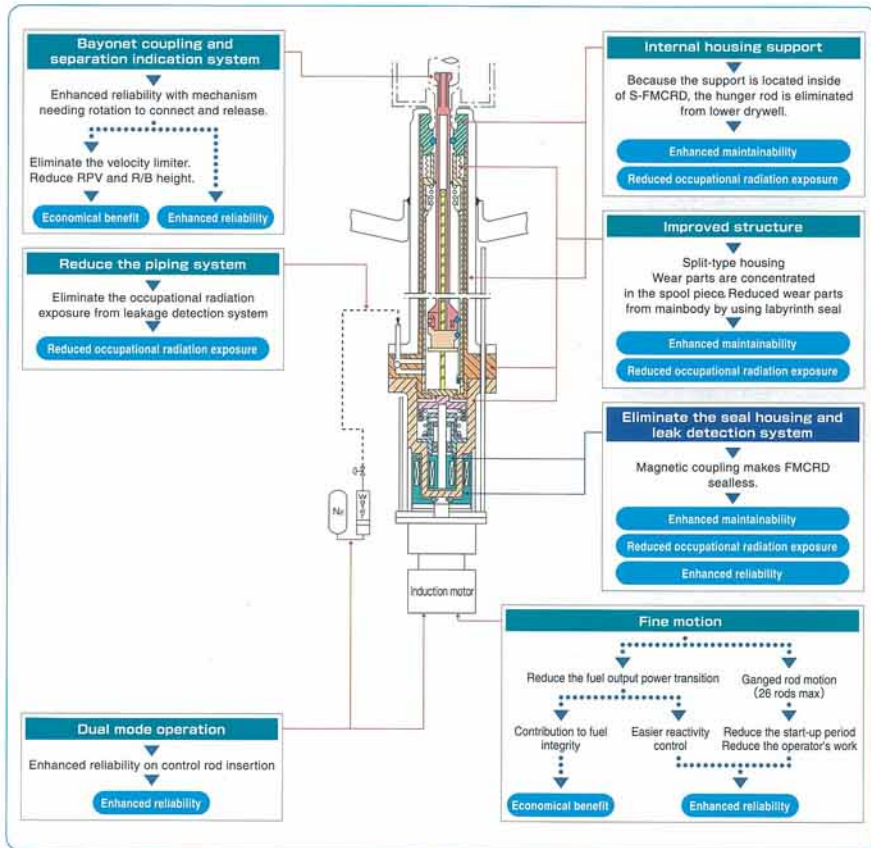 Bayonet coupling and
separation indication system
Enhanced reliability with mechanism
needing rotation to connect and release.
Eliminate the velocity limiter.
Reduce RPV and R/B height.
Economical benefit
Enhanced reliability
Reduce the piping system
Eliminate the occupational radiation
exposure from leakage detection system
Reduced occupational radiation exposure
Dual mode operation
Enhanced reliability on control rod insertion
Enhanced reliability
N₂
Water
Induction motor
Internal housing support
Because the support is located inside
of S-FMCRD, the hunger rod is eliminated
from lower drywell.
Enhanced maintainability
Reduced occupational radiation exposure
Improved structure
Split-type housing
Wear parts are concentrated
in the spool piece. Reduced wear parts
from mainbody by using labyrinth seal
Enhanced maintainability
Reduced occupational radiation exposure
Eliminate the seal housing and
leak detection system
Magnetic coupling makes FMCRD
sealless.
Enhanced maintainability
Reduced occupational radiation exposure
Enhanced reliability
Fine motion
Reduce the fuel output power transition
Ganged rod motion
(26 rods max)
Contribution to fuel
integrity
Easier reactivity
control
Reduce the start-up period
Reduce the operator's work
Economical benefit
Enhanced reliability